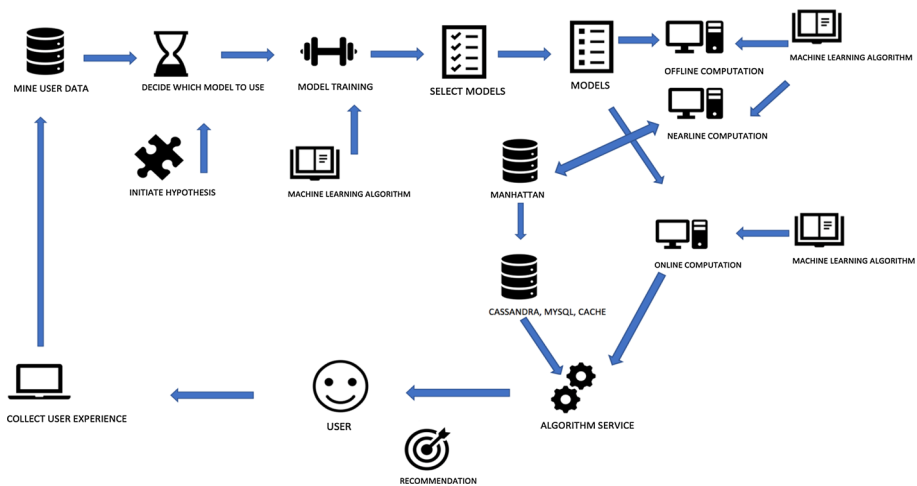 MINE USER DATA
DECIDE WHICH MODEL TO USE
MODEL TRAINING
SELECT MODELS
MODELS
OFFLINE COMPUTATION
MACHINE LEARNING ALGORITHM
NEARLINE COMPUTATION
INITIATE HYPOTHESIS
MACHINE LEARNING ALGORITHM
MANHATTAN
ONLINE COMPUTATION
MACHINE LEARNING ALGORITHM
CASSANDRA, MYSQL, CACHE
COLLECT USER EXPERIENCE
USER
ALGORITHM SERVICE
RECOMMENDATION